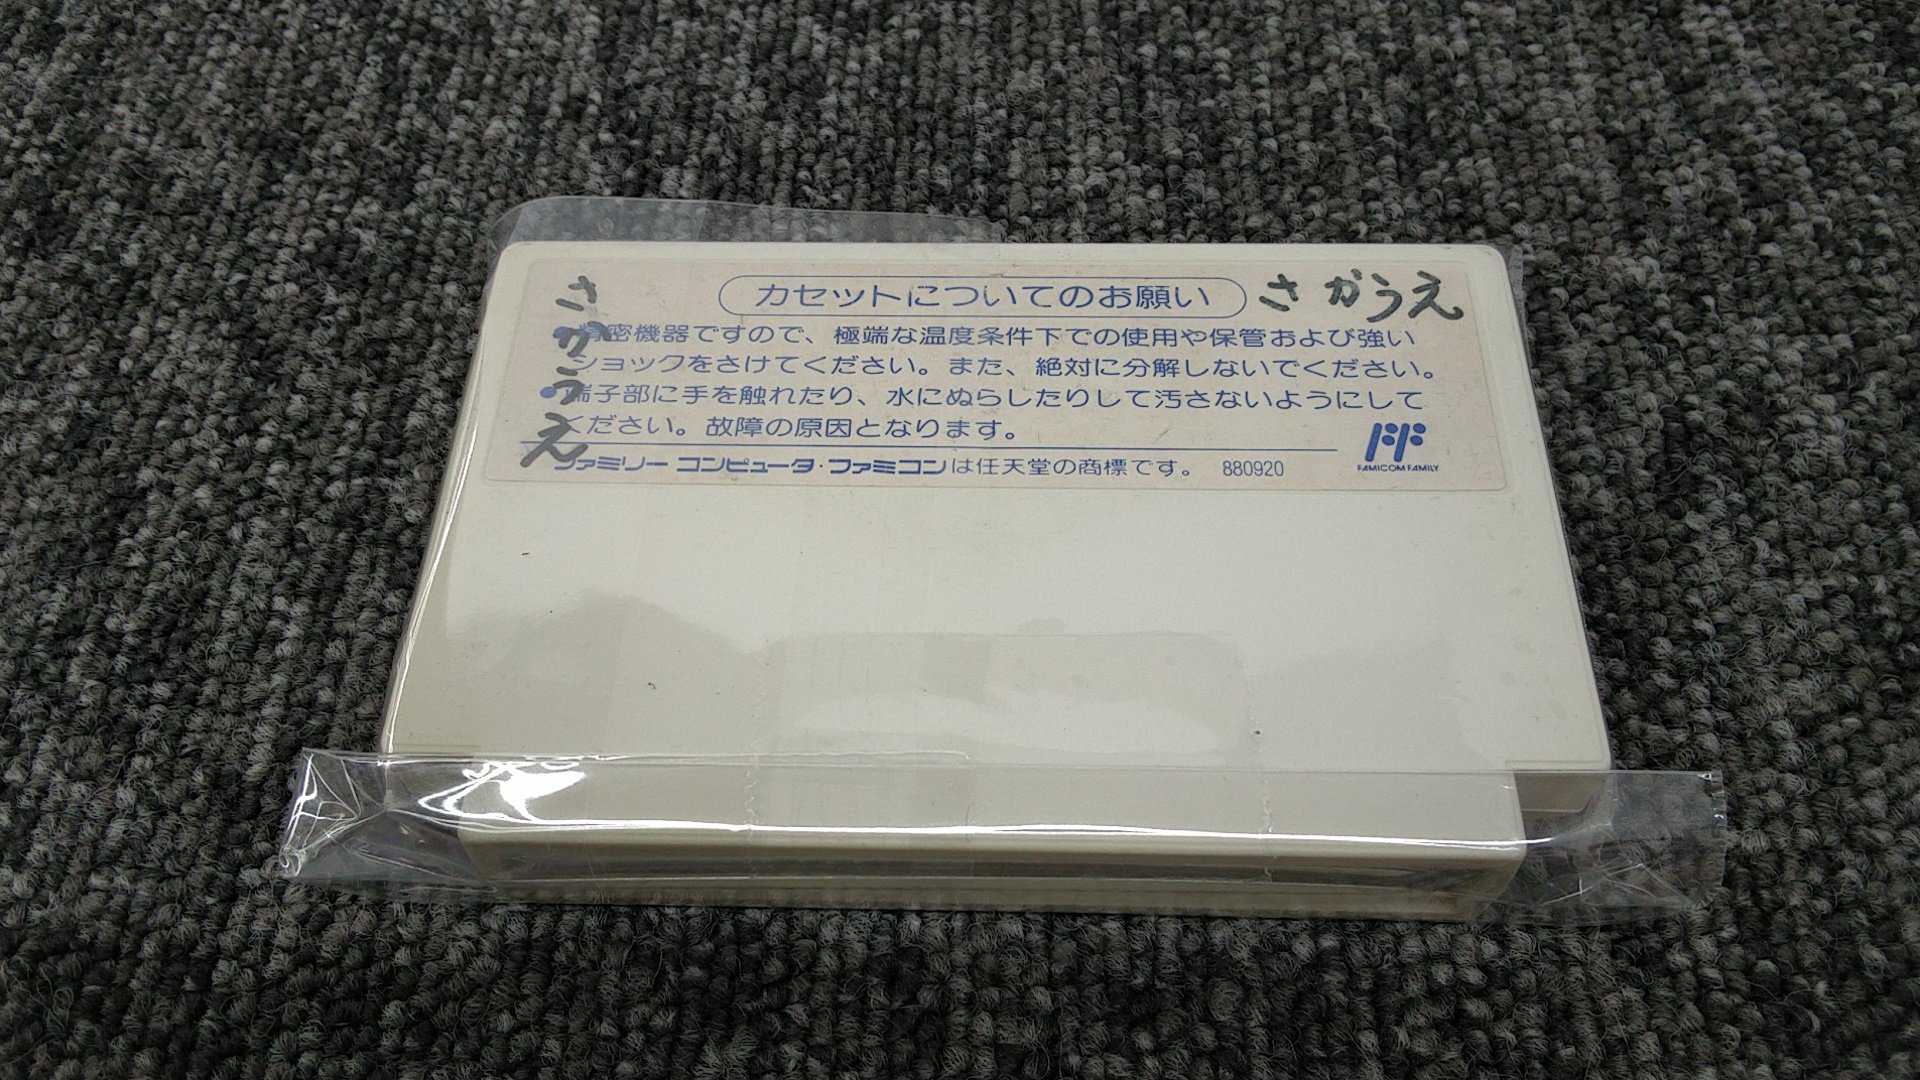 カセットについてのお願い
さかうえ
さかうえ
●精密機器ですので、極端な温度条件下での使用や保管および強い
ショックをさけてください。また、絶対に分解しないでください。
●端子部に手を触れたり、水にぬらしたりして汚さないようにして
ください。故障の原因となります。
ファミリー コンピュータ・ファミコンは任天堂の商標です。 880920
FAMICOM FAMILY